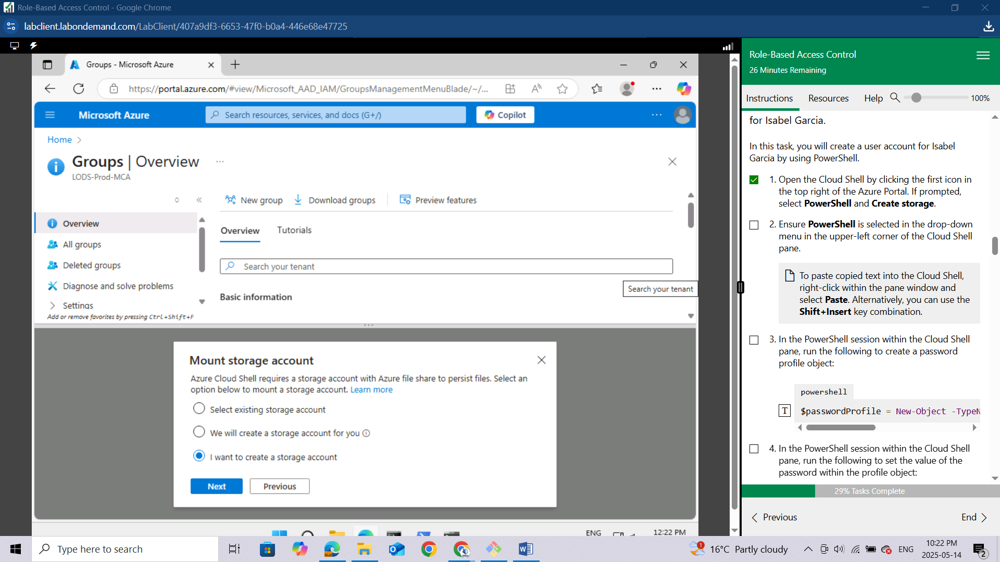 Role-Based Access Control - Google Chrome
labclient.labondemand.com/LabClient/407a9df3-6653-47f0-b0a4-446e68e47725
Groups - Microsoft Azure
https://portal.azure.com/#view/Microsoft_AAD_IAM/GroupsManagementMenuBlade/~/...
Microsoft Azure
Search resources, services, and docs (G+/)
Copilot
Home
Groups | Overview
LODS-Prod-MCA
New group
Download groups
Preview features
Overview
All groups
Deleted groups
Diagnose and solve problems
Settings
Add or remove favorites by pressing Ctrl+Shift+F
Overview
Tutorials
Search your tenant
Search your tenant
Basic information
Mount storage account
Azure Cloud Shell requires a storage account with Azure file share to persist files. Select an
option below to mount a storage account. Learn more
Select existing storage account
We will create a storage account for you
I want to create a storage account
Next
Previous
ENG
12:22 PM
Role-Based Access Control
26 Minutes Remaining
Instructions
Resources
Help
100%
for Isabel Garcia.
In this task, you will create a user account for Isabel
Garcia by using PowerShell.
1. Open the Cloud Shell by clicking the first icon in
the top right of the Azure Portal. If prompted,
select PowerShell and Create storage.
2. Ensure PowerShell is selected in the drop-down
menu in the upper-left corner of the Cloud Shell
pane.
To paste copied text into the Cloud Shell,
right-click within the pane window and
select Paste. Alternatively, you can use the
Shift+Insert key combination.
3. In the PowerShell session within the Cloud Shell
pane, run the following to create a password
profile object:
powershell
T
$passwordProfile = New-Object -TypeN
4. In the PowerShell session within the Cloud Shell
pane, run the following to set the value of the
password within the profile object:
29% Tasks Complete
Previous
End
Type here to search
1
16°C Partly cloudy
ENG
10:22 PM
2025-05-14
2